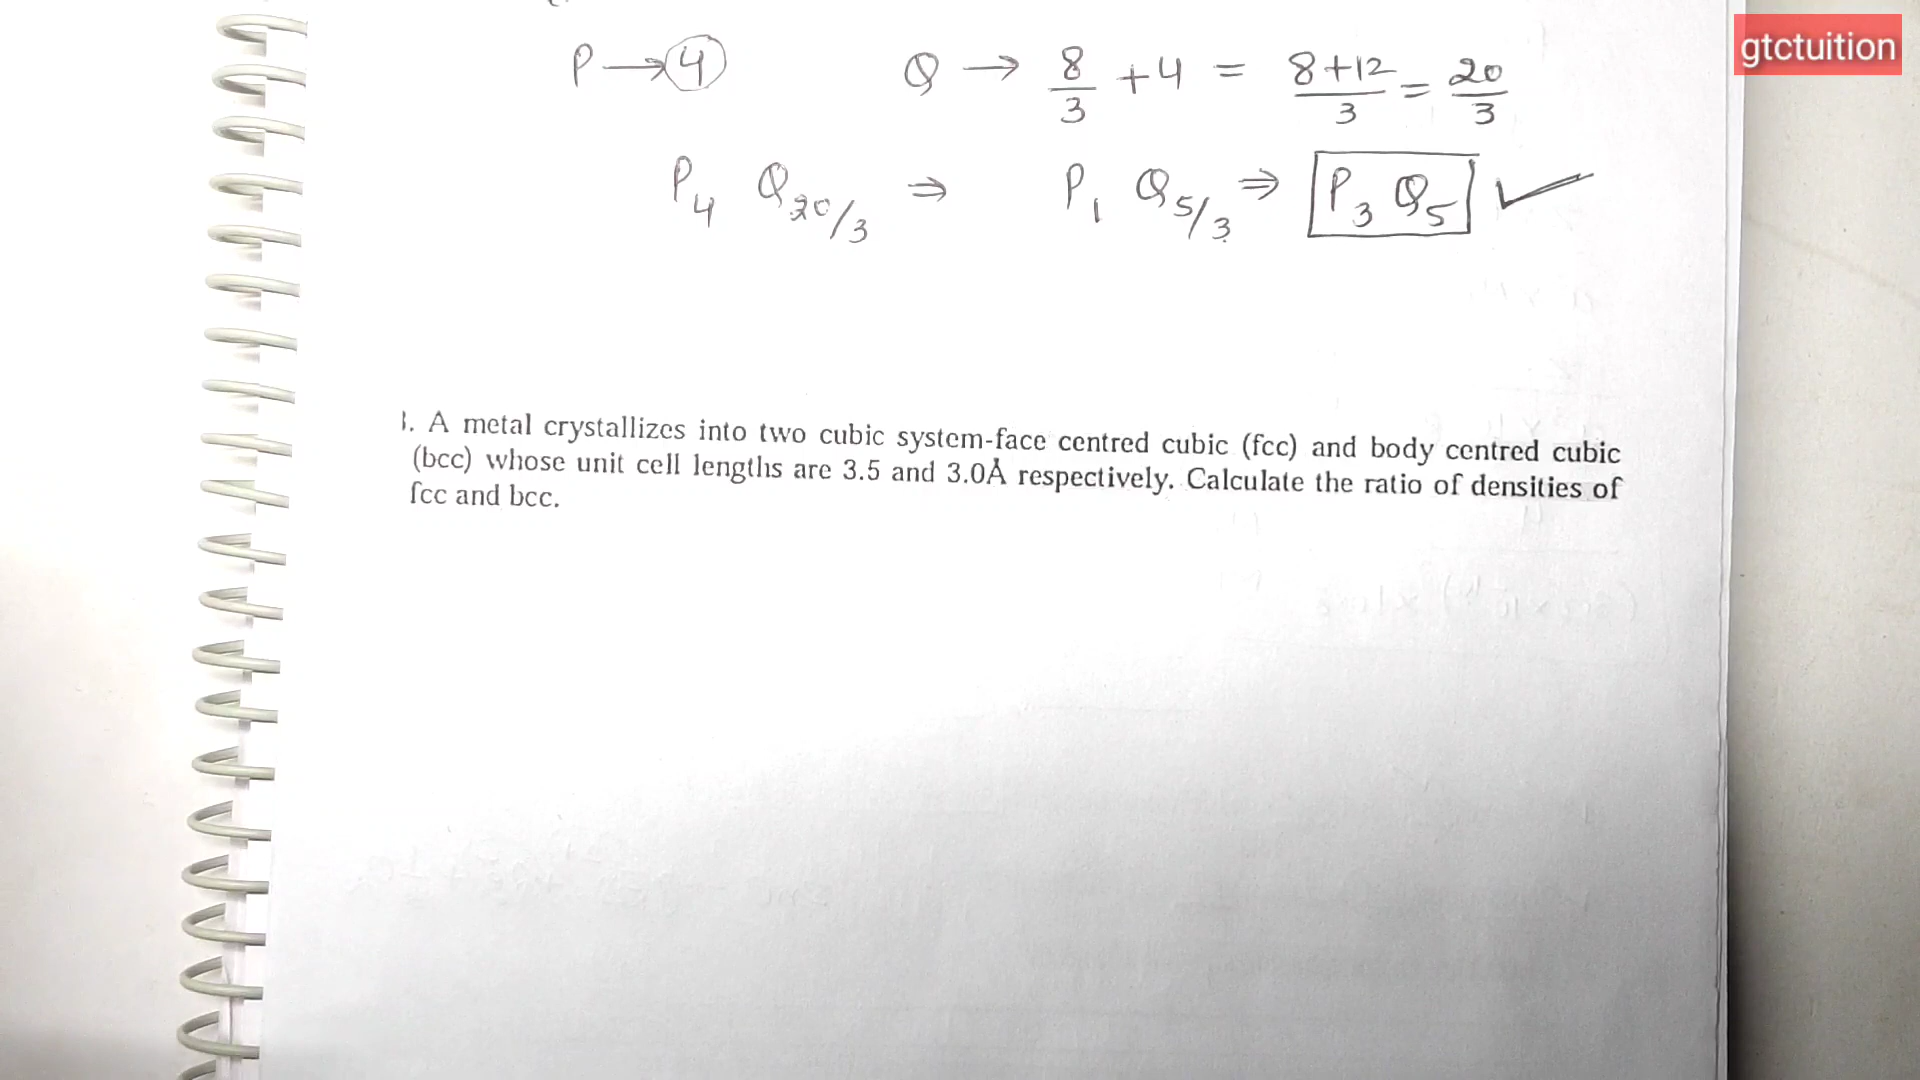 gtctuition
P → 4 Q → 8/3 + 4 = 8+12/3 = 20/3
P4 Q20/3 ⇒ P1 Q5/3 ⇒ P3 Q5 ✓
. A metal crystallizes into two cubic system-face centred cubic (fcc) and body centred cubic
(bcc) whose unit cell lengths are 3.5 and 3.0Å respectively. Calculate the ratio of densities of
fcc and bcc.